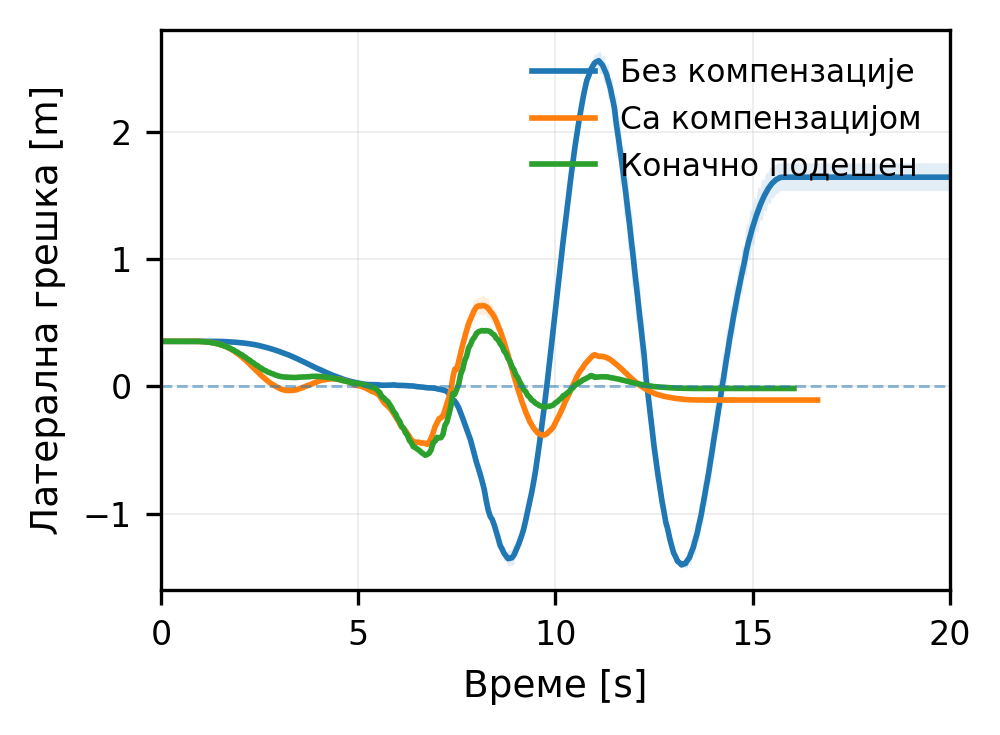 Без компензације
Са компензацијом
Коначно подешен
Латерална грешка [m]
2
1
0
−1
0
5
10
15
20
Време [s]